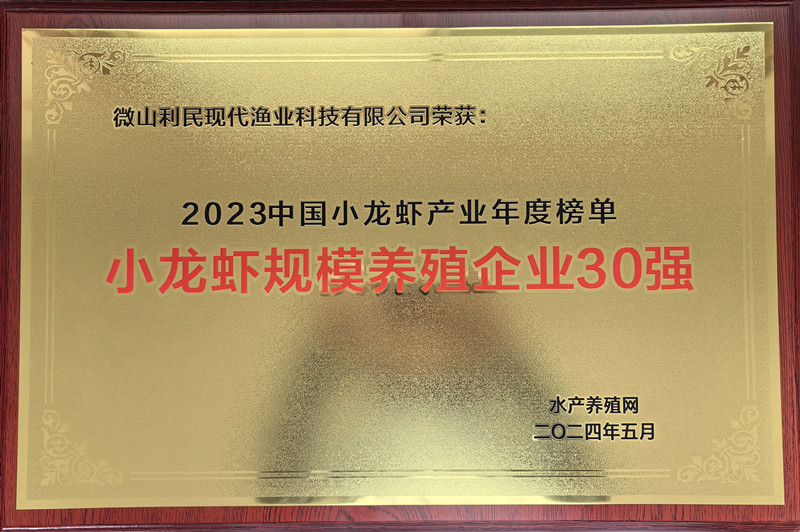 微山利民现代渔业科技有限公司荣获：
2023中国小龙虾产业年度榜单
小龙虾规模养殖企业30强
水产养殖网
二〇二四年五月